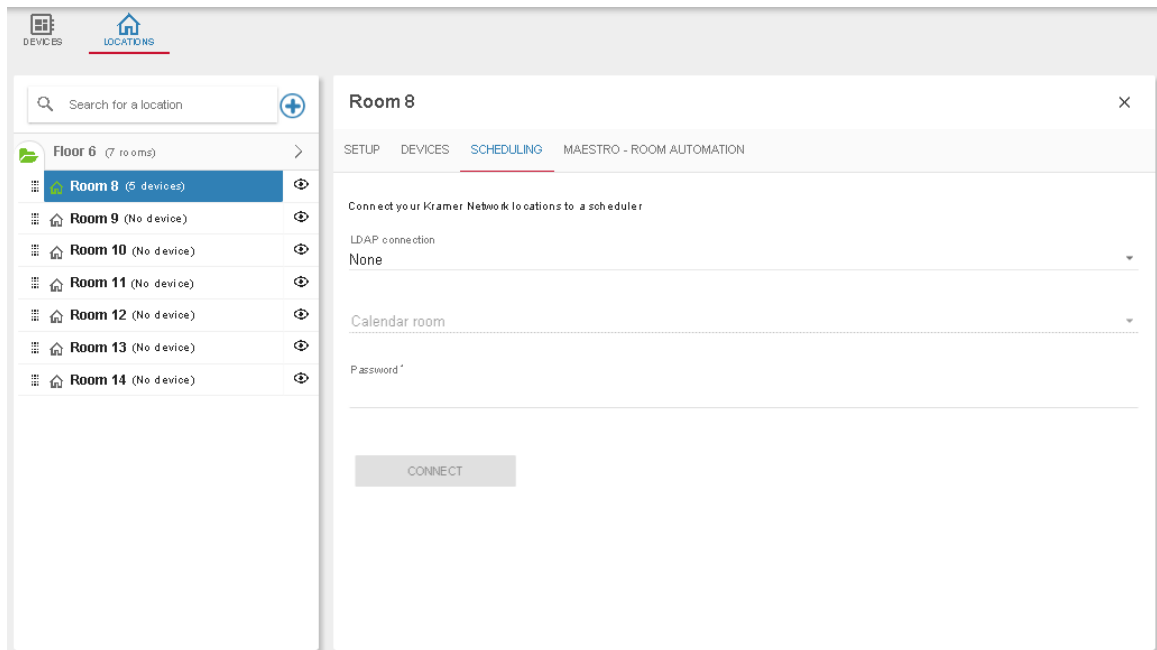 DEVICES
LOCATIONS
Search for a location
Floor 6 (7 rooms)
Room 8 (5 devices)
Room 9 (No device)
Room 10 (No device)
Room 11 (No device)
Room 12 (No device)
Room 13 (No device)
Room 14 (No device)
Room 8
SETUP DEVICES SCHEDULING MAESTRO - ROOM AUTOMATION
Connect your Kramer Network locations to a scheduler
LDAP connection
None
Calendar room
Password*
CONNECT